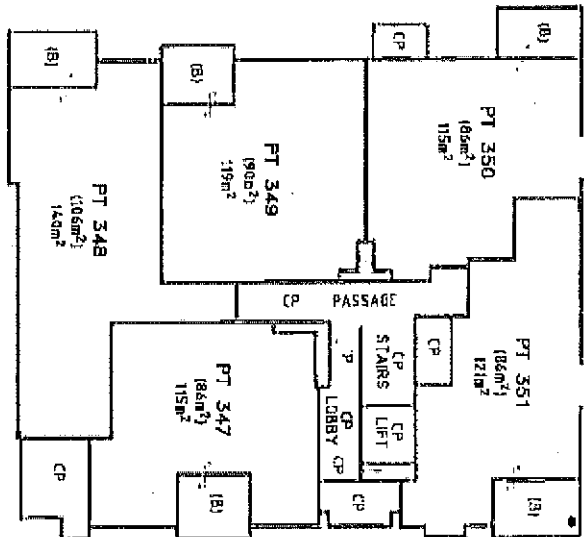 (B)
(B)
CP
(B)
PT 348
(106m²)
140m²
PT 349
(90m²)
119m²
PT 350
(86m²)
115m²
CP PASSAGE
CP
STAIRS
CP
CP
LIFT
CP
LOBBY
CP
CP
PT 347
(86m²)
115m²
PT 351
(86m²)
121m²
CP
(B)
CP
(B)